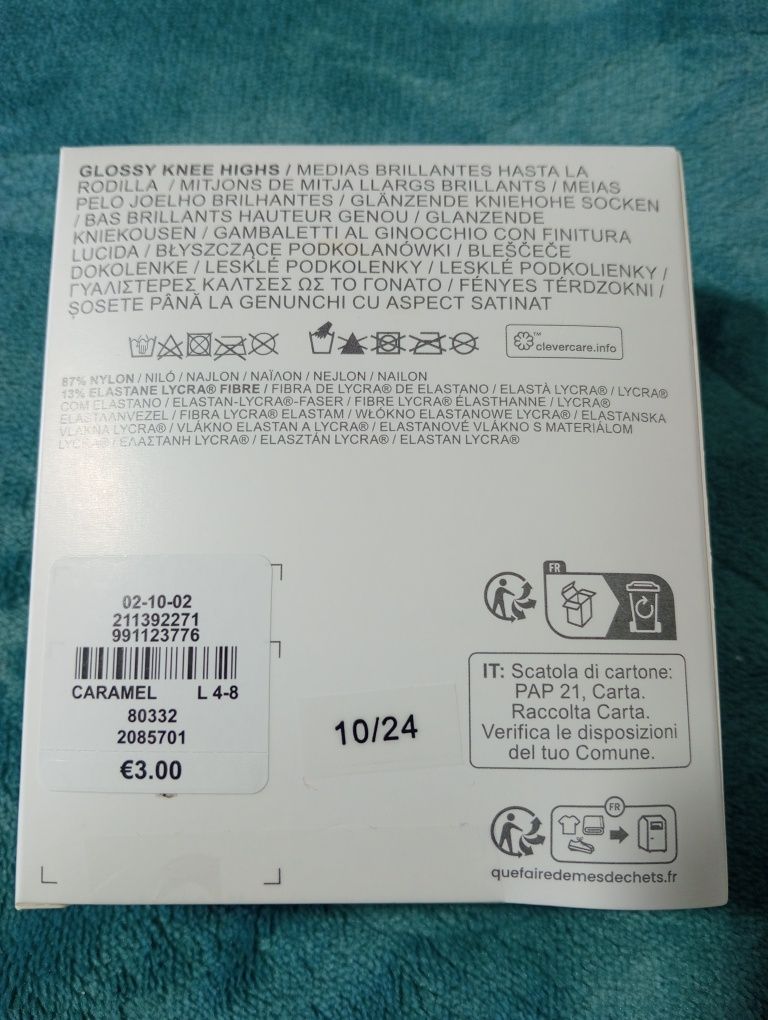 GLOSSY KNEE HIGHS / MEDIAS BRILLANTES HASTA LA
RODILLA / MITJONS DE MITJA LLARGS BRILLANTS / MEIAS
PELO JOELHO BRILHANTES / GLÄNZENDE KNIEHOHE SOCKEN
/ BAS BRILLANTS HAUTEUR GENOU / GLANZENDE
KNIEKOUSEN / GAMBALETTI AL GINOCCHIO CON FINITURA
LUCIDA / BŁYSZCZĄCE PODKOLANÓWKI / BLEŠČEČE
DOKOLENKE / LESKLÉ PODKOLENKY / LESKLÉ PODKOLIENKY /
ΓΥΑΛΙΣΤΕΡΕΣ ΚΑΛΤΣΕΣ ΩΣ ΤΟ ΓΟΝΑΤΟ / FÉNYES TÉRDZOKNI /
ȘOSETE PÂNĂ LA GENUNCHI CU ASPECT SATINAT
™
clevercare.info
87% NYLON / NILÓ / NAJLON / ΝΑΪΛΟΝ / NEJLON / NAILON
13% ELASTANE LYCRA® FIBRE / FIBRA DE LYCRA® DE ELASTANO / ELASTÀ LYCRA® / LYCRA®
COM ELASTANO / ELASTAN-LYCRA®-FASER / FIBRE LYCRA® ÉLASTHANNE / LYCRA®
ELASTAANVEZEL / FIBRA LYCRA® ELASTAM / WŁÓKNO ELASTANOWE LYCRA® / ELASTANSKA
VLAKNA LYCRA® / VLÁKNO ELASTAN A LYCRA® / ELASTANOVÉ VLÁKNO S MATERIÁLOM
LYCRA® / ΕΛΑΣΤΑΝΗ LYCRA® / ELASZTÁN LYCRA® / ELASTAN LYCRA®
02-10-02
211392271
991123776
CARAMEL L 4-8
80332
2085701
€3.00
10/24
FR
IT: Scatola di cartone:
PAP 21, Carta.
Raccolta Carta.
Verifica le disposizioni
del tuo Comune.
FR
quefairedemesdechets.fr